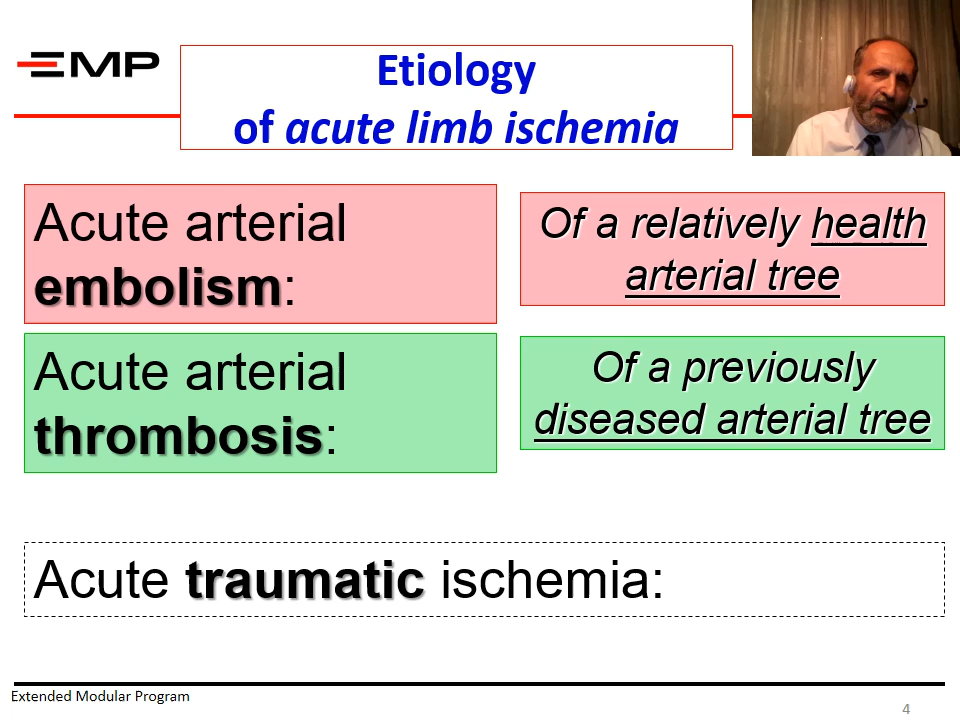 EMP
Etiology
of acute limb ischemia
Acute arterial
embolism:
Of a relatively health
arterial tree
Acute arterial
thrombosis:
Of a previously
diseased arterial tree
Acute traumatic ischemia:
Extended Modular Program
4